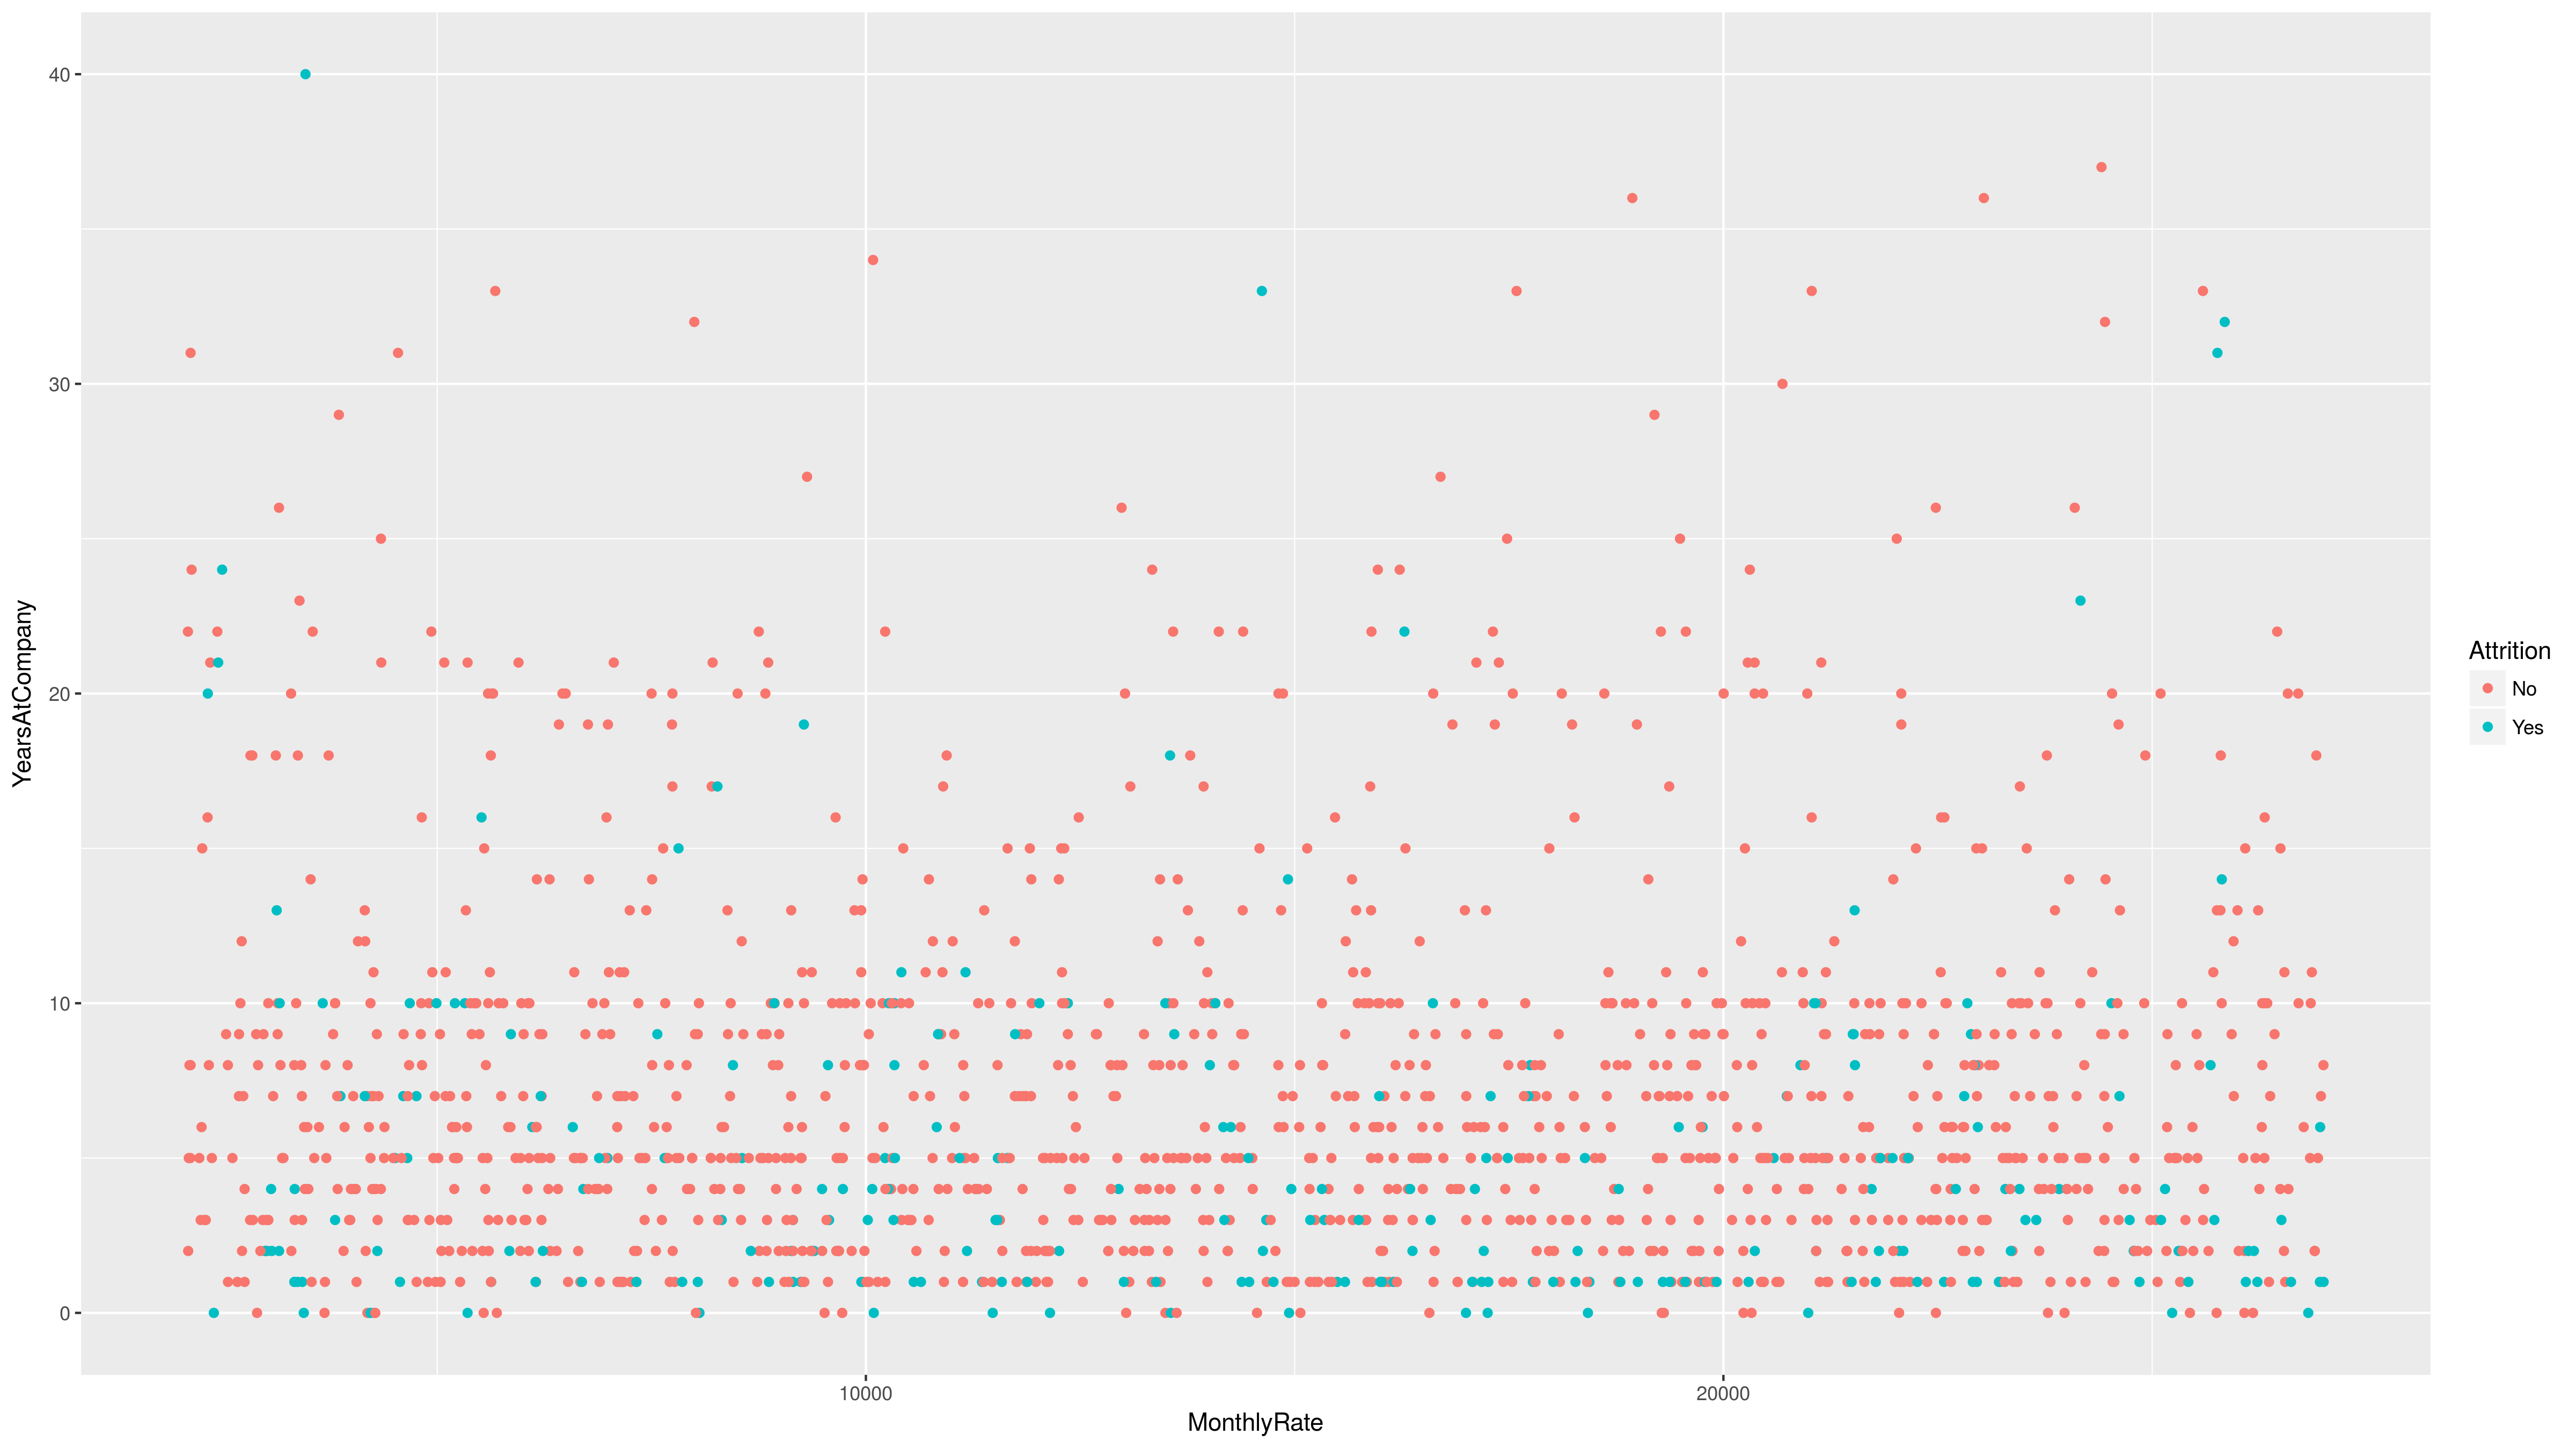 40
30
20
10
0
YearsAtCompany
10000
20000
MonthlyRate
Attrition
No
Yes